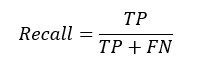 Recall = TP / (TP + FN)